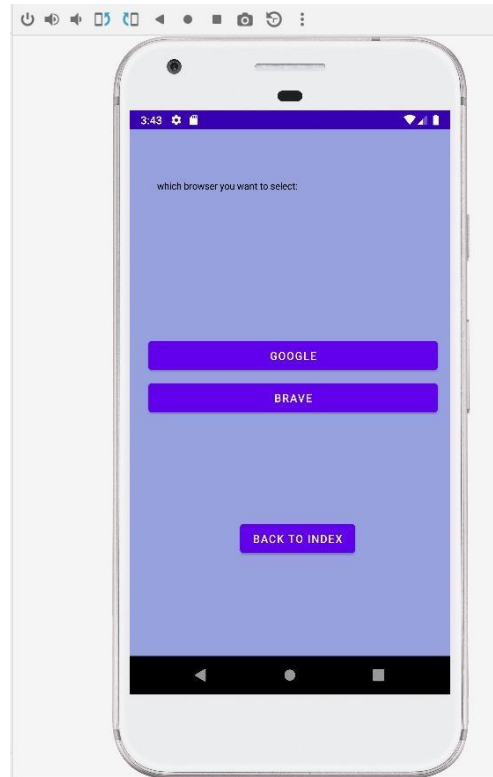 3:43
which browser you want to select:
GOOGLE
BRAVE
BACK TO INDEX